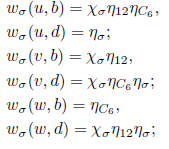 w_σ(u, b) = χ_σ η_12 η_{C_6},
w_σ(u, d) = η_σ;
w_σ(v, b) = χ_σ η_12,
w_σ(v, d) = χ_σ η_{C_6} η_σ;
w_σ(w, b) = η_{C_6},
w_σ(w, d) = χ_σ η_12 η_σ;